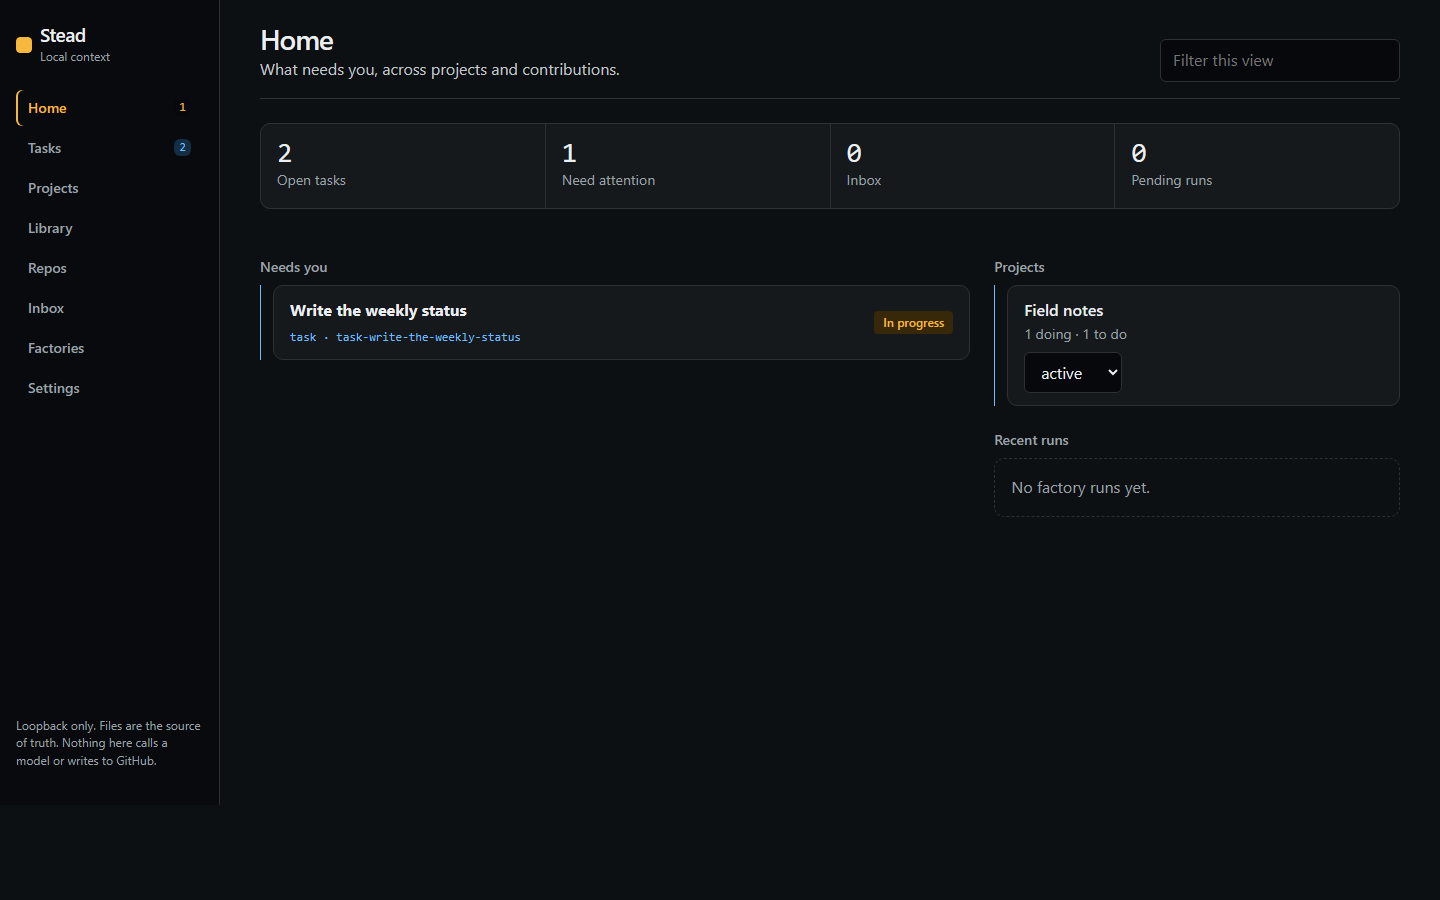 Stead
Local context
Home 1
Tasks 2
Projects
Library
Repos
Inbox
Factories
Settings
Loopback only. Files are the source
of truth. Nothing here calls a
model or writes to GitHub.
Home
What needs you, across projects and contributions.
Filter this view
2
Open tasks
1
Need attention
0
Inbox
0
Pending runs
Needs you
Write the weekly status
task · task-write-the-weekly-status
In progress
Projects
Field notes
1 doing · 1 to do
active
Recent runs
No factory runs yet.